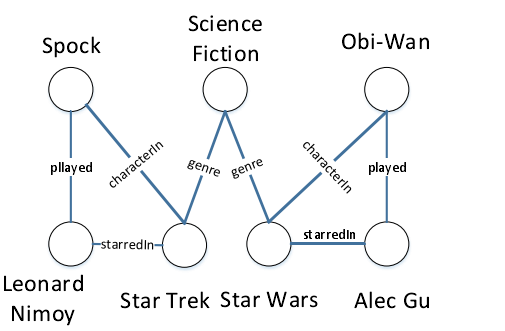 Science
Fiction
Spock
Obi-Wan
pllayed
characterIn
genre
genre
characterIn
played
starredIn
starredIn
Leonard
Nimoy
Star Trek
Star Wars
Alec Gu